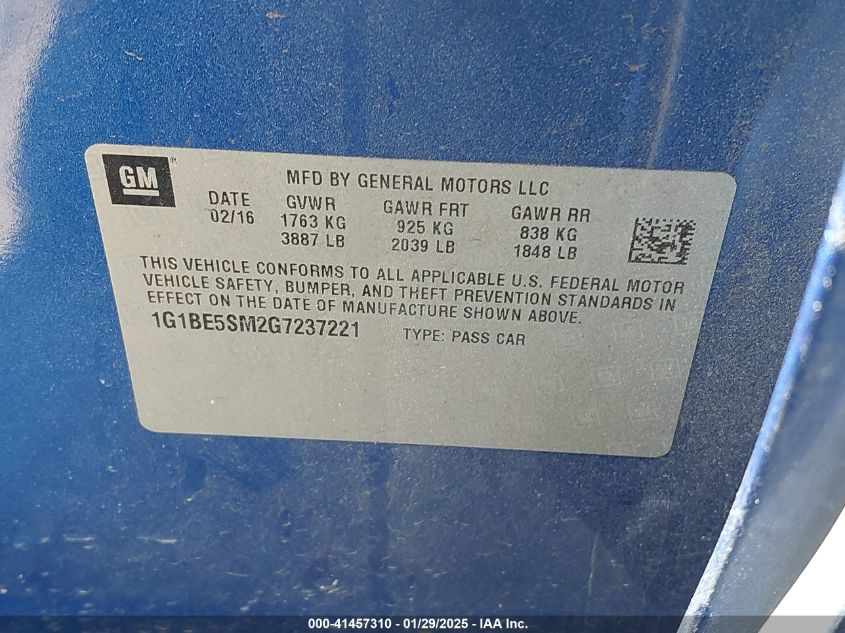 GM
MFD BY GENERAL MOTORS LLC
DATE GVWR GAWR FRT GAWR RR
02/16 1763 KG 925 KG 838 KG
3887 LB 2039 LB 1848 LB
THIS VEHICLE CONFORMS TO ALL APPLICABLE U.S. FEDERAL MOTOR
VEHICLE SAFETY, BUMPER, AND THEFT PREVENTION STANDARDS IN
EFFECT ON THE DATE OF MANUFACTURE SHOWN ABOVE.
1G1BE5SM2G7237221 TYPE: PASS CAR
000-41457310 - 01/29/2025 - IAA Inc.